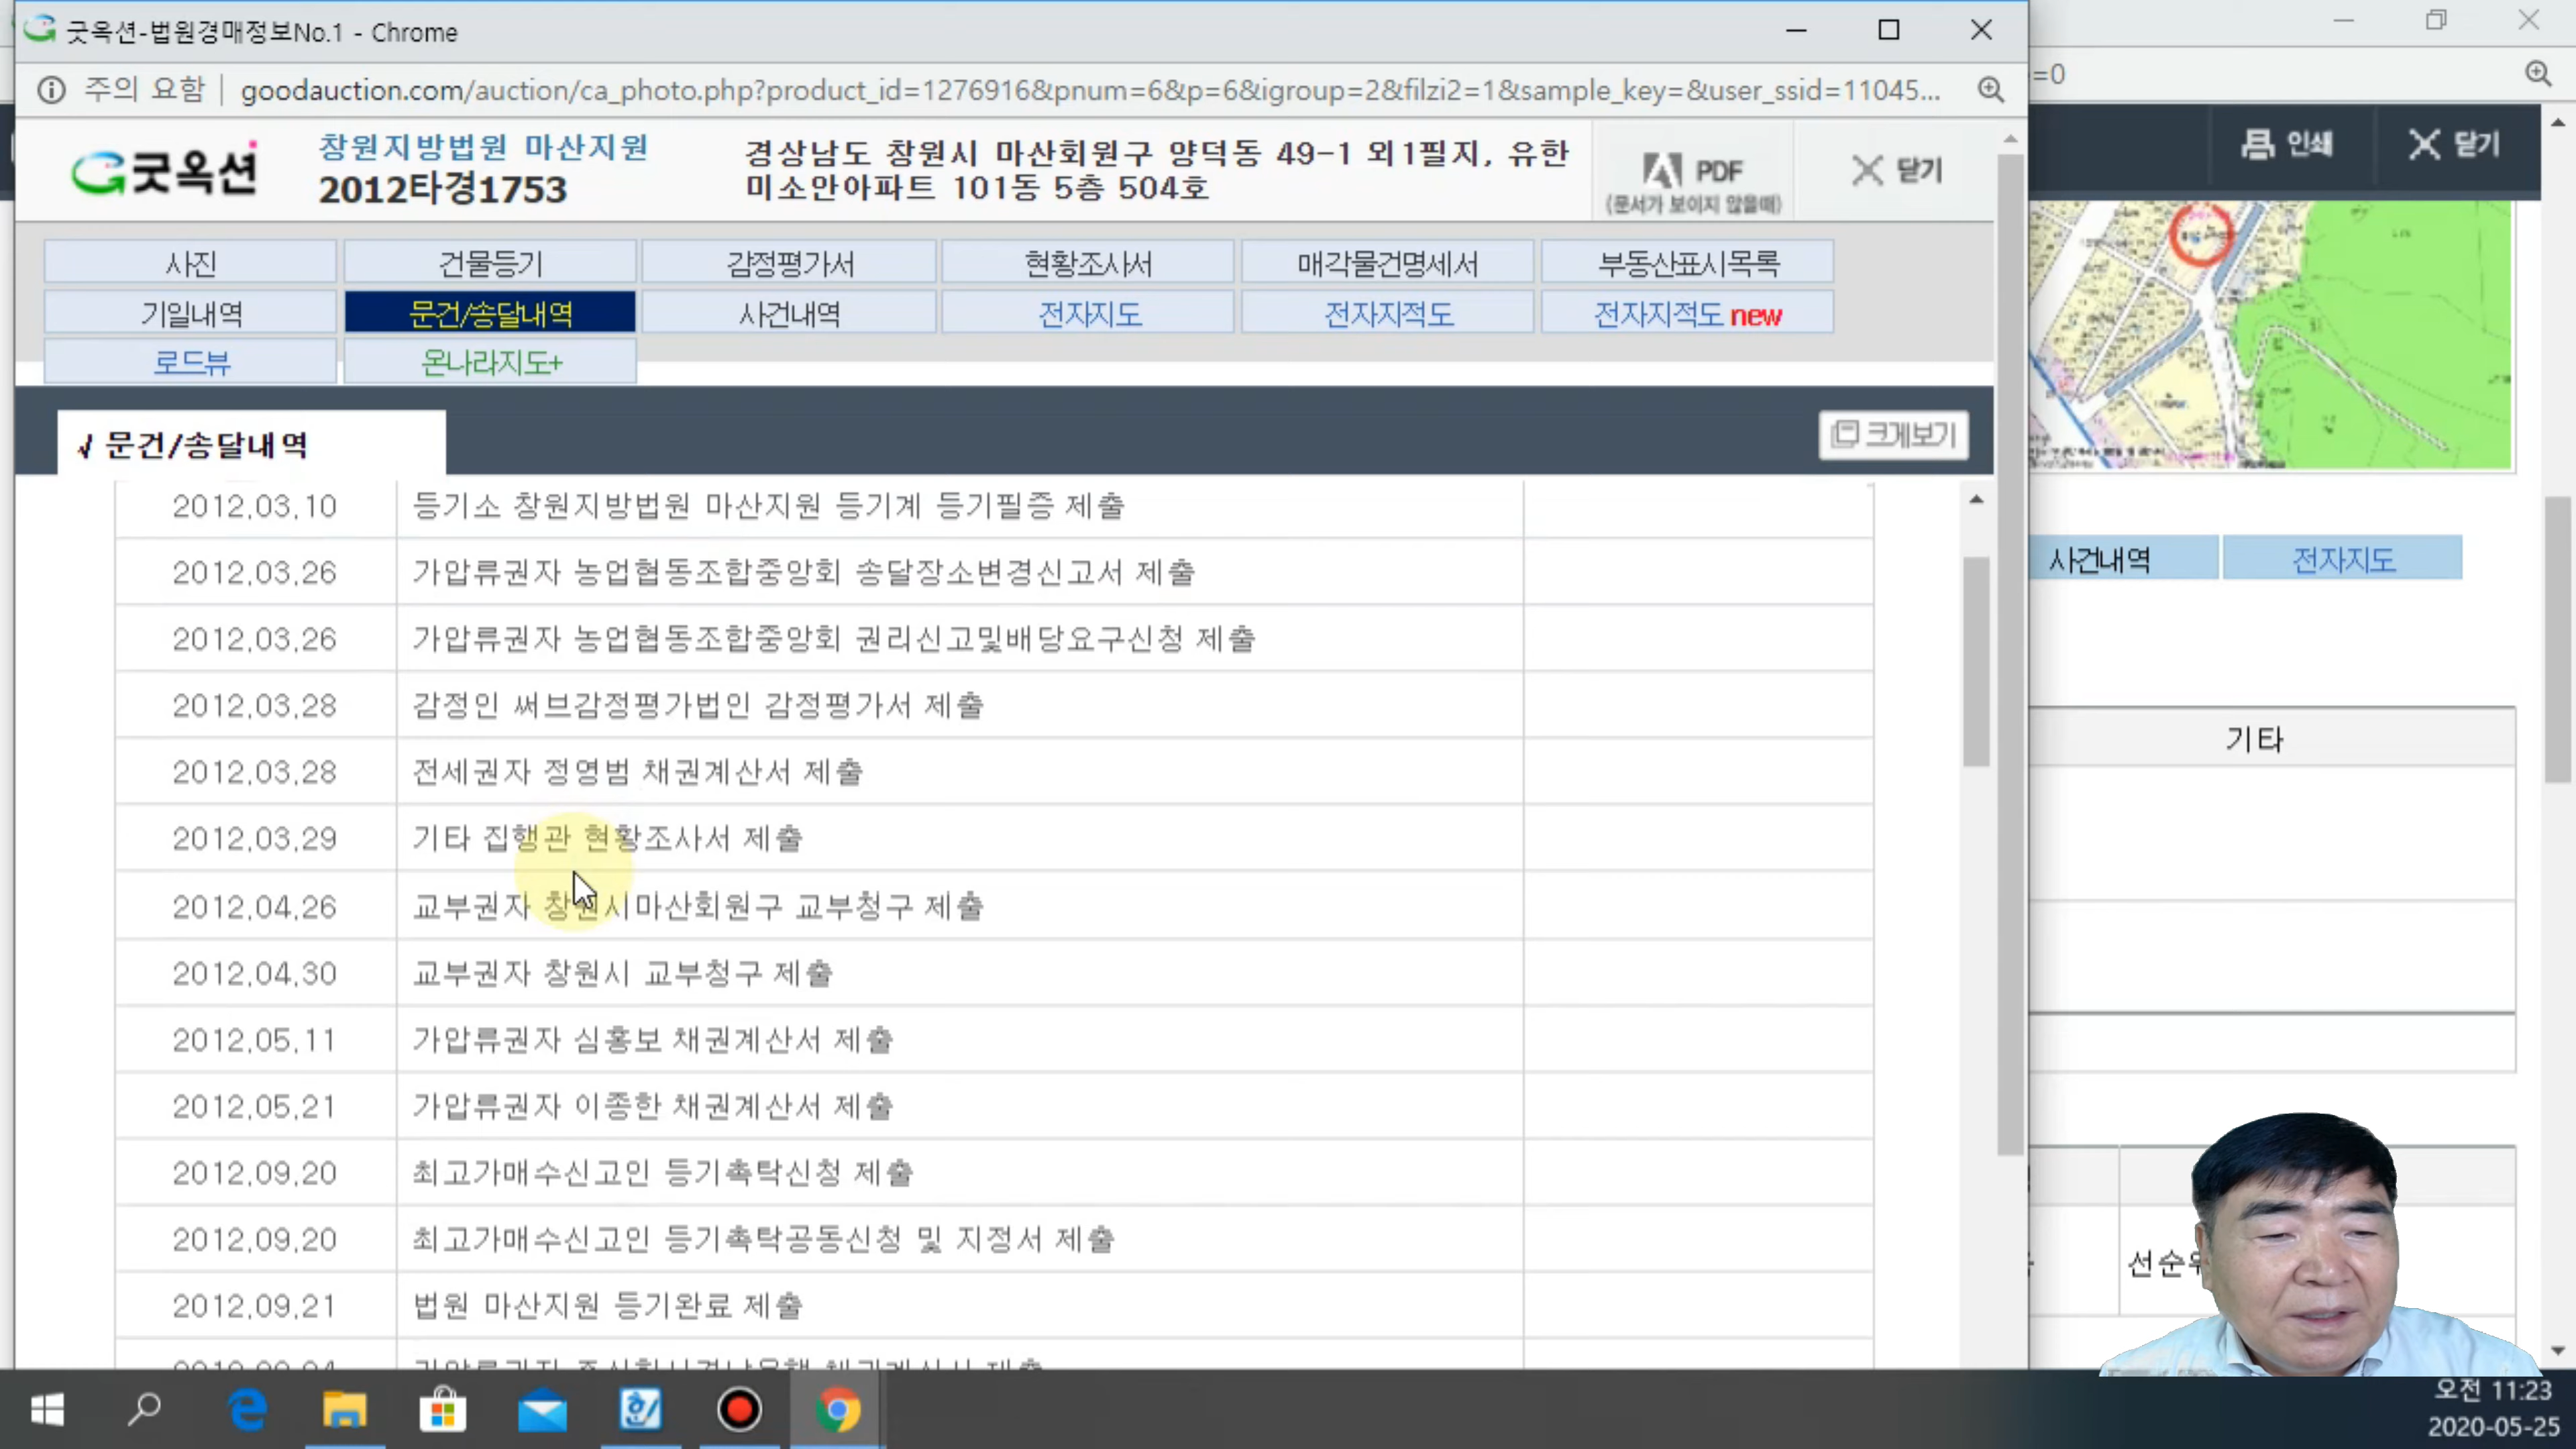 굿옥션-법원경매정보No.1 - Chrome
주의 요함 | goodauction.com/auction/ca_photo.php?product_id=1276916&pnum=6&p=6&igroup=2&filzi2=1&sample_key=&user_ssid=11045...
=0
굿옥션
창원지방법원 마산지원
2012타경1753
경상남도 창원시 마산회원구 양덕동 49-1 외1필지, 유한
미소안아파트 101동 5층 504호
PDF
(문서가 보이지 않을때)
닫기
인쇄
닫기
사진 건물등기 감정평가서 현황조사서 매각물건명세서 부동산표시목록
기일내역 문건/송달내역 사건내역 전자지도 전자지적도 전자지적도 new
로드뷰 온나라지도+
√ 문건/송달내역
크게보기
2012.03.10 등기소 창원지방법원 마산지원 등기계 등기필증 제출
2012.03.26 가압류권자 농업협동조합중앙회 송달장소변경신고서 제출
2012.03.26 가압류권자 농업협동조합중앙회 권리신고및배당요구신청 제출
2012.03.28 감정인 써브감정평가법인 감정평가서 제출
2012.03.28 전세권자 정영범 채권계산서 제출
2012.03.29 기타 집행관 현황조사서 제출
2012.04.26 교부권자 창원시마산회원구 교부청구 제출
2012.04.30 교부권자 창원시 교부청구 제출
2012.05.11 가압류권자 심홍보 채권계산서 제출
2012.05.21 가압류권자 이종한 채권계산서 제출
2012.09.20 최고가매수신고인 등기촉탁신청 제출
2012.09.20 최고가매수신고인 등기촉탁공동신청 및 지정서 제출
2012.09.21 법원 마산지원 등기완료 제출
사건내역 전자지도
기타
선순위
오전 11:23
2020-05-25